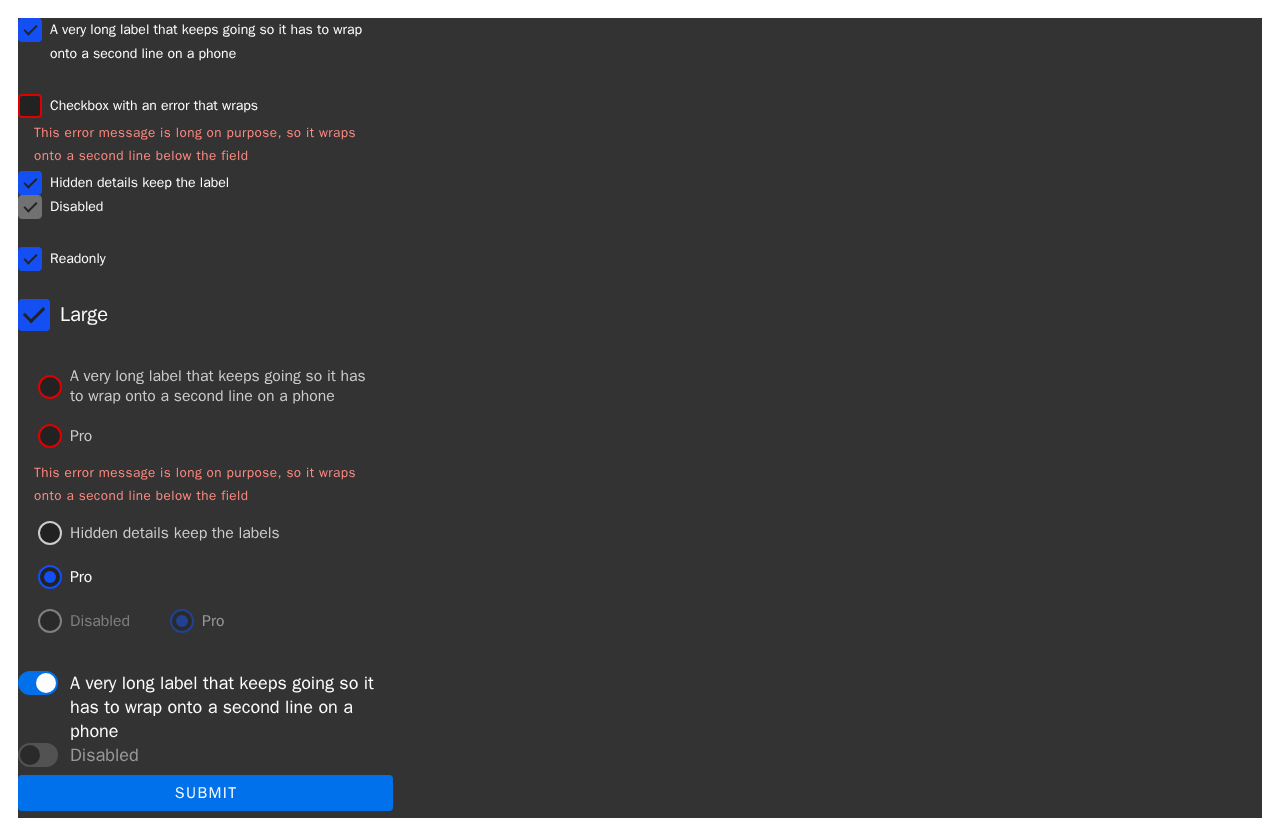 A very long label that keeps going so it has to wrap
onto a second line on a phone
Checkbox with an error that wraps
This error message is long on purpose, so it wraps
onto a second line below the field
Hidden details keep the label
Disabled
Readonly
Large
A very long label that keeps going so it has
to wrap onto a second line on a phone
Pro
This error message is long on purpose, so it wraps
onto a second line below the field
Hidden details keep the labels
Pro
Disabled Pro
A very long label that keeps going so it
has to wrap onto a second line on a
phone
Disabled
SUBMIT